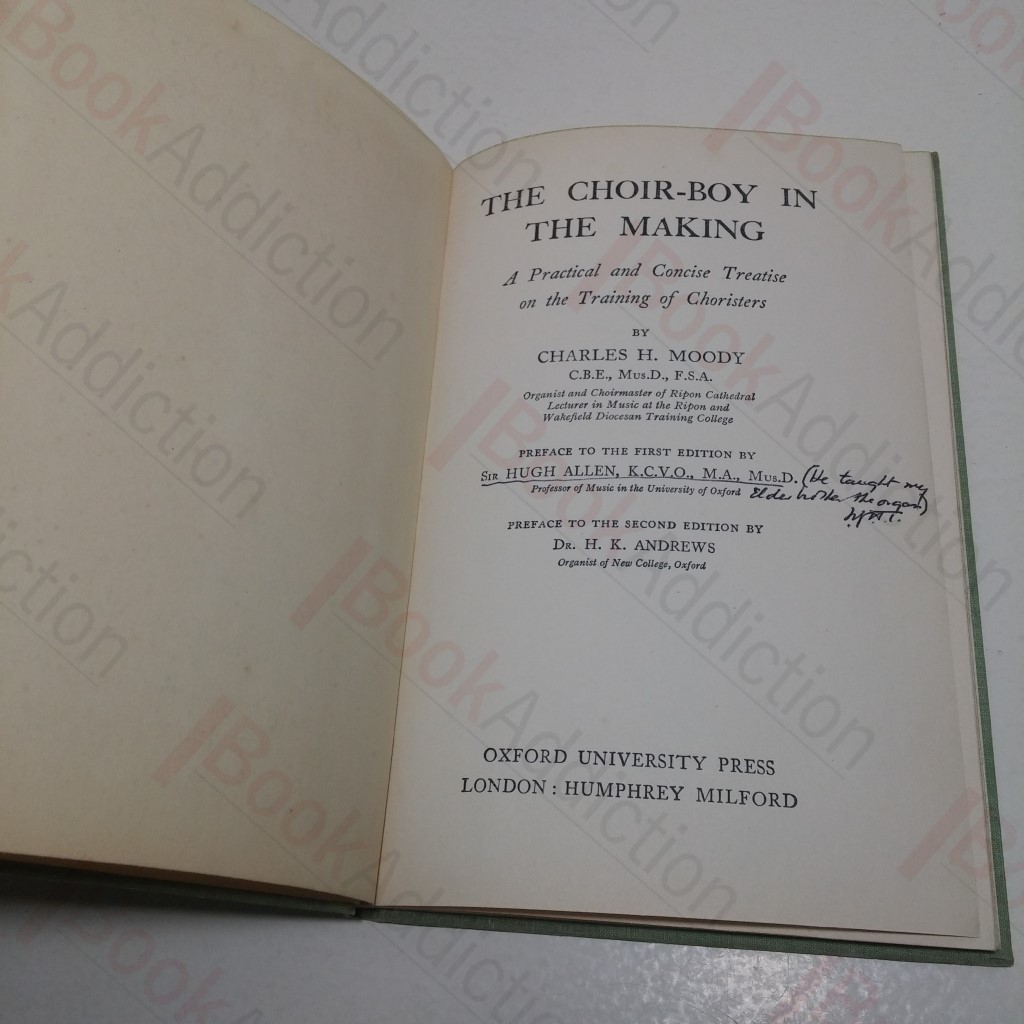 THE CHOIR-BOY IN
THE MAKING
A Practical and Concise Treatise
on the Training of Choristers
BY
CHARLES H. MOODY
C.B.E., Mus.D., F.S.A.
Organist and Choirmaster of Ripon Cathedral
Lecturer in Music at the Ripon and
Wakefield Diocesan Training College
PREFACE TO THE FIRST EDITION BY
Sir HUGH ALLEN, K.C.V.O., M.A., Mus.D. (He taught my
Professor of Music in the University of Oxford Elder brother the organ)
PREFACE TO THE SECOND EDITION BY
Dr. H. K. ANDREWS
Organist of New College, Oxford
OXFORD UNIVERSITY PRESS
LONDON : HUMPHREY MILFORD
BookAddiction